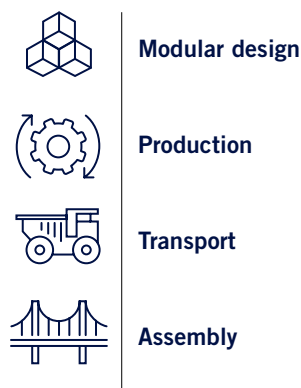 Modular design
Production
Transport
Assembly